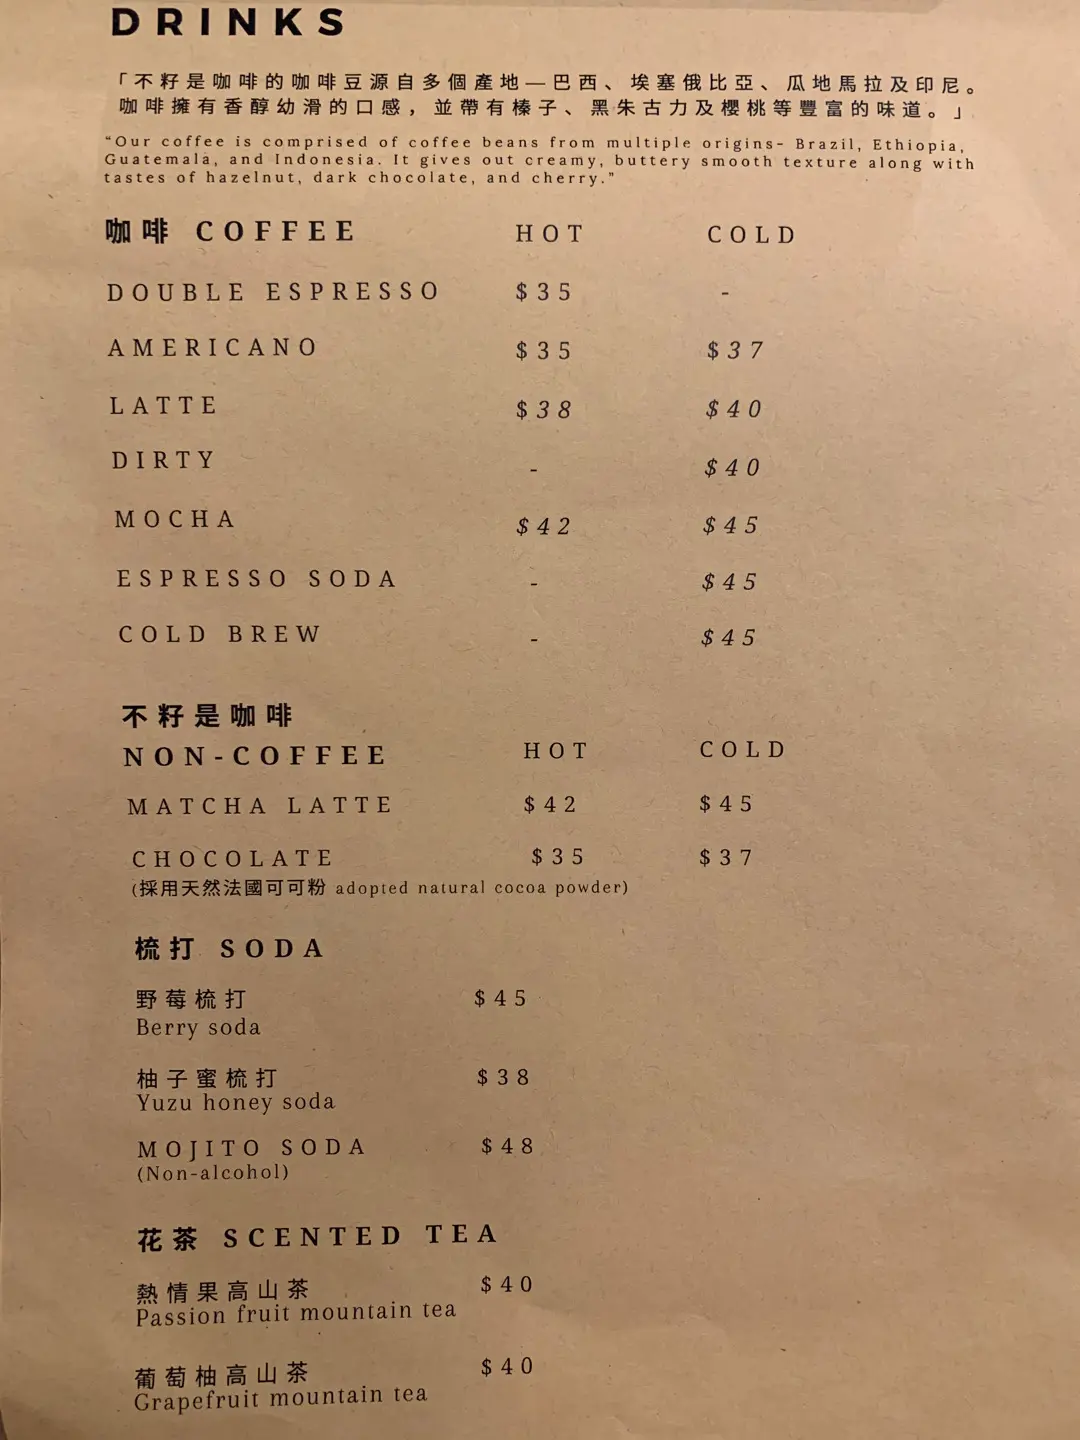 DRINKS
「不籽是咖啡的咖啡豆源自多個產地—巴西、埃塞俄比亞、瓜地馬拉及印尼。
咖啡擁有香醇幼滑的口感，並帶有榛子、黑朱古力及櫻桃等豐富的味道。」
“Our coffee is comprised of coffee beans from multiple origins- Brazil, Ethiopia,
Guatemala, and Indonesia. It gives out creamy, buttery smooth texture along with
tastes of hazelnut, dark chocolate, and cherry.”
咖啡 COFFEE HOT COLD
DOUBLE ESPRESSO $35 -
AMERICANO $35 $37
LATTE $38 $40
DIRTY - $40
MOCHA $42 $45
ESPRESSO SODA - $45
COLD BREW - $45
不籽是咖啡
NON-COFFEE HOT COLD
MATCHA LATTE $42 $45
CHOCOLATE $35 $37
(採用天然法國可可粉 adopted natural cocoa powder)
梳打 SODA
野莓梳打 $45
Berry soda
柚子蜜梳打 $38
Yuzu honey soda
MOJITO SODA $48
(Non-alcohol)
花茶 SCENTED TEA
熱情果高山茶 $40
Passion fruit mountain tea
葡萄柚高山茶 $40
Grapefruit mountain tea